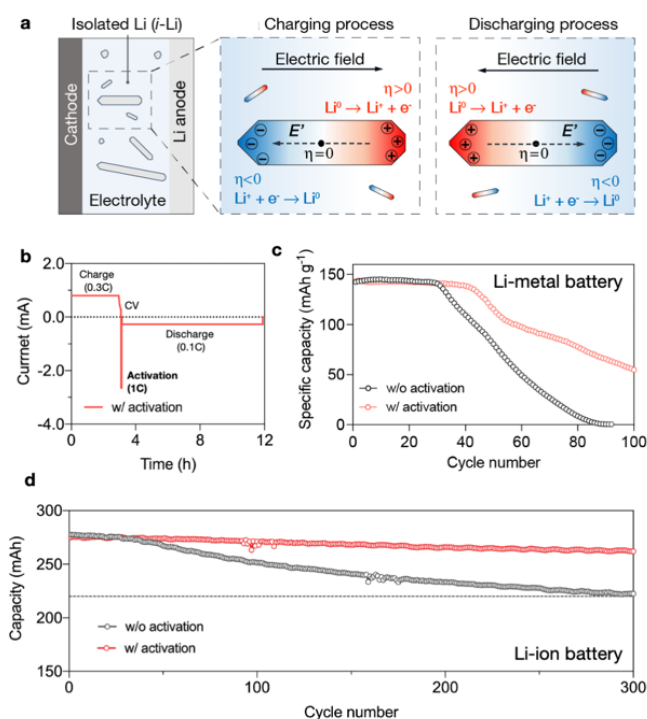 a
Isolated Li (i-Li)
Cathode
Electrolyte
Li anode
Charging process
Electric field
η>0
Li⁰ → Li⁺ + e⁻
E'
η=0
η<0
Li⁺ + e⁻ → Li⁰
Discharging process
Electric field
η>0
Li⁰ → Li⁺ + e⁻
E'
η=0
η<0
Li⁺ + e⁻ → Li⁰
b
Currnet (mA)
2.0
0.0
-2.0
-4.0
Charge
(0.3C)
CV
Discharge
(0.1C)
Activation
(1C)
w/ activation
0
4
8
12
Time (h)
c
Specific capacity (mAh g⁻¹)
150
100
50
0
Li-metal battery
w/o activation
w/ activation
0
20
40
60
80
100
Cycle number
d
Capacity (mAh)
300
250
200
150
w/o activation
w/ activation
Li-ion battery
0
100
200
300
Cycle number